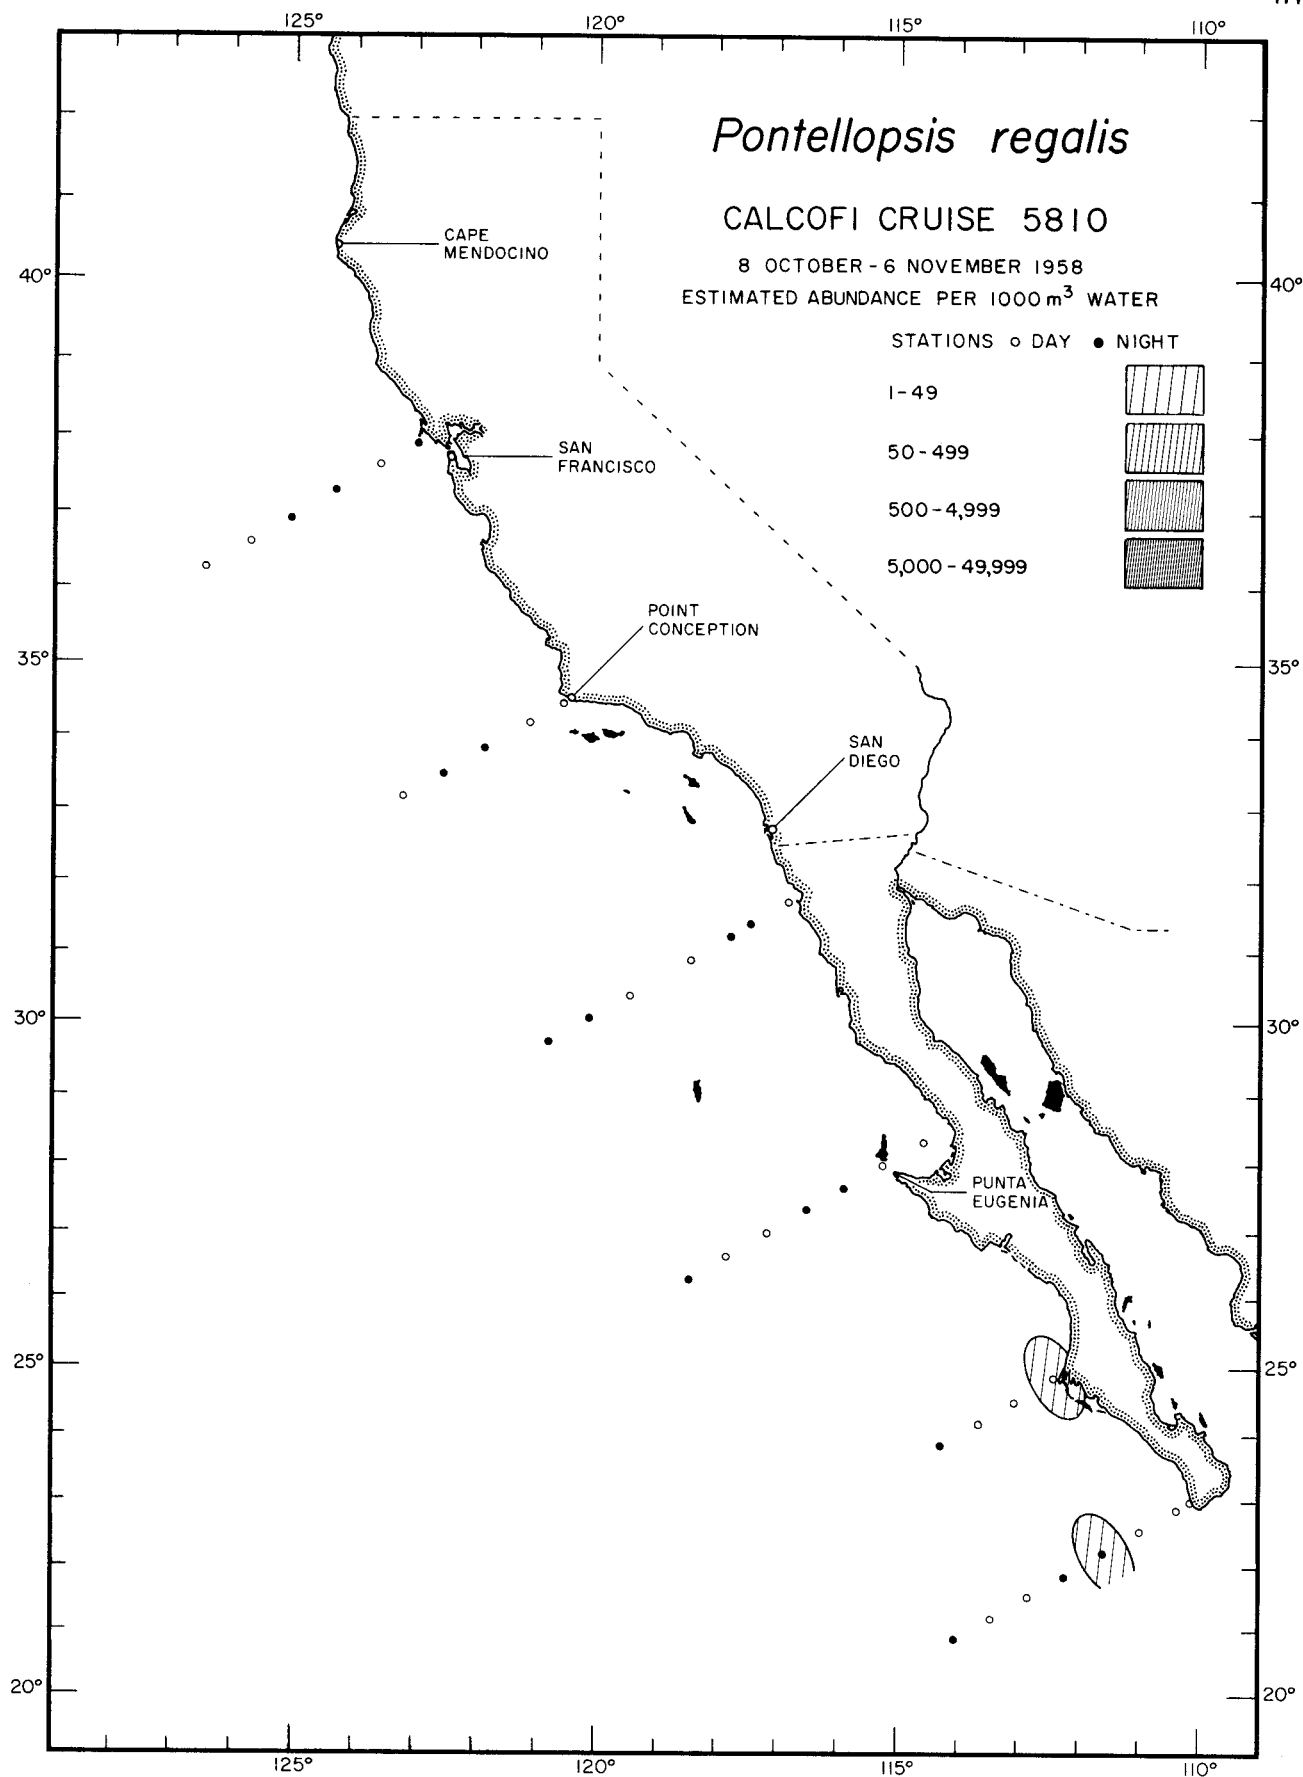 125° 120° 115° 110°
Pontellopsis regalis
CALCOFI CRUISE 5810
8 OCTOBER - 6 NOVEMBER 1958
ESTIMATED ABUNDANCE PER 1000 m³ WATER
STATIONS ○ DAY ● NIGHT
1-49
50-499
500-4,999
5,000-49,999
CAPE
MENDOCINO
40° 40°
SAN
FRANCISCO
POINT
CONCEPTION
35° 35°
SAN
DIEGO
30° 30°
PUNTA
EUGENIA
25° 25°
20° 20°
125° 120° 115° 110°